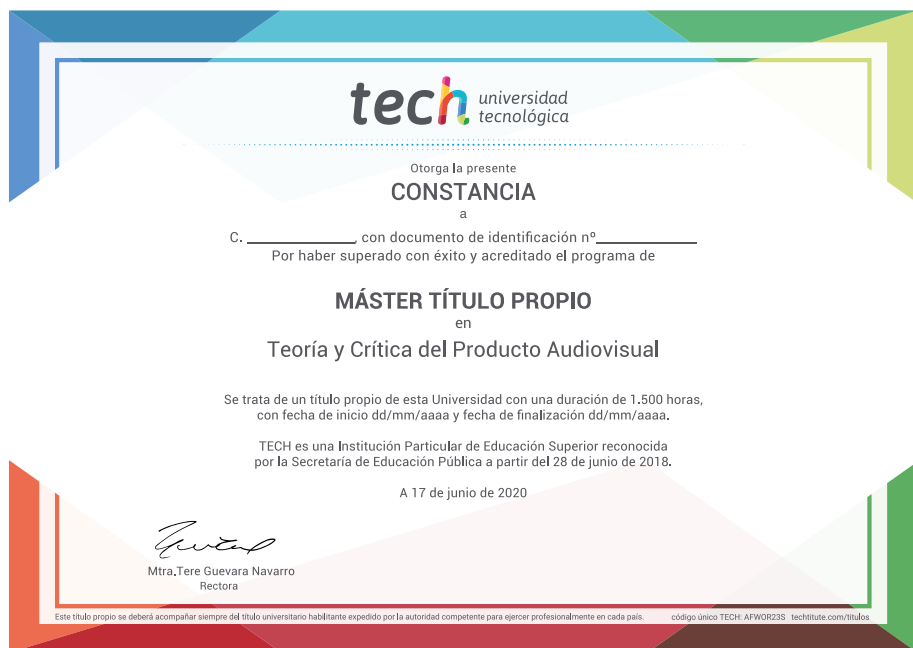 tech universidad
tecnológica
Otorga la presente
CONSTANCIA
a
C. ____________, con documento de identificación nº____________
Por haber superado con éxito y acreditado el programa de
MÁSTER TÍTULO PROPIO
en
Teoría y Crítica del Producto Audiovisual
Se trata de un título propio de esta Universidad con una duración de 1.500 horas,
con fecha de inicio dd/mm/aaaa y fecha de finalización dd/mm/aaaa.
TECH es una Institución Particular de Educación Superior reconocida
por la Secretaría de Educación Pública a partir del 28 de junio de 2018.
A 17 de junio de 2020
Mtra.Tere Guevara Navarro
Rectora
Este título propio se deberá acompañar siempre del título universitario habilitante expedido por la autoridad competente para ejercer profesionalmente en cada país. código único TECH: AFWOR23S techtitute.com/titulos